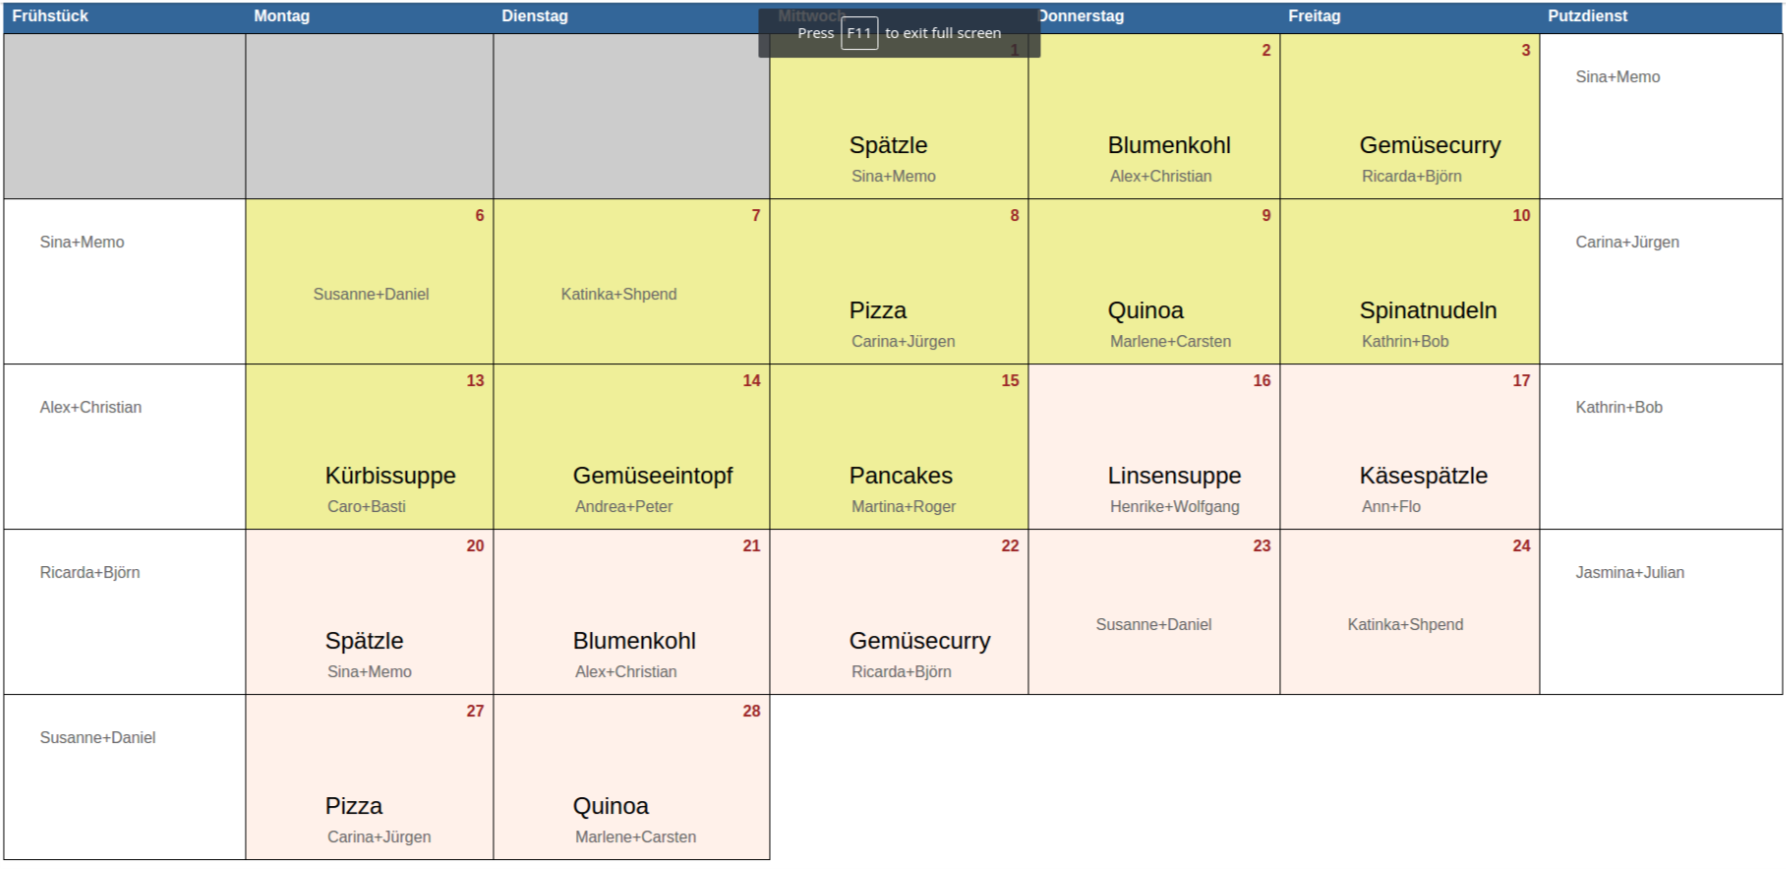 Frühstück Montag Dienstag Mittwoch Donnerstag Freitag Putzdienst
Press F11 to exit full screen
1 2 3
Sina+Memo
Spätzle Blumenkohl Gemüsecurry
Sina+Memo Alex+Christian Ricarda+Björn
6 7 8 9 10
Sina+Memo Carina+Jürgen
Susanne+Daniel Katinka+Shpend
Pizza Quinoa Spinatnudeln
Carina+Jürgen Marlene+Carsten Kathrin+Bob
13 14 15 16 17
Alex+Christian Kathrin+Bob
Kürbissuppe Gemüseeintopf Pancakes Linsensuppe Käsespätzle
Caro+Basti Andrea+Peter Martina+Roger Henrike+Wolfgang Ann+Flo
20 21 22 23 24
Ricarda+Björn Jasmina+Julian
Susanne+Daniel Katinka+Shpend
Spätzle Blumenkohl Gemüsecurry
Sina+Memo Alex+Christian Ricarda+Björn
27 28
Susanne+Daniel
Pizza Quinoa
Carina+Jürgen Marlene+Carsten